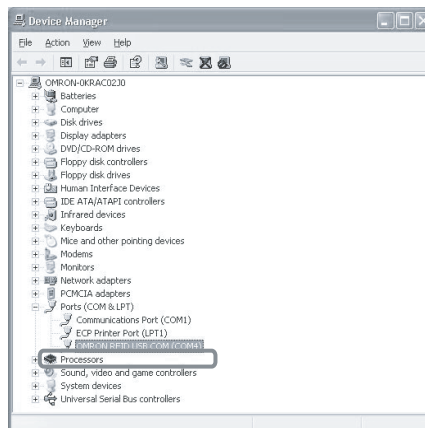 Device Manager
File Action View Help
OMRON-0KRAC02J0
Batteries
Computer
Disk drives
Display adapters
DVD/CD-ROM drives
Floppy disk controllers
Floppy disk drives
Human Interface Devices
IDE ATA/ATAPI controllers
Infrared devices
Keyboards
Mice and other pointing devices
Modems
Monitors
Network adapters
PCMCIA adapters
Ports (COM & LPT)
Communications Port (COM1)
ECP Printer Port (LPT1)
OMRON RFID USB COM (COM4)
Processors
Sound, video and game controllers
System devices
Universal Serial Bus controllers